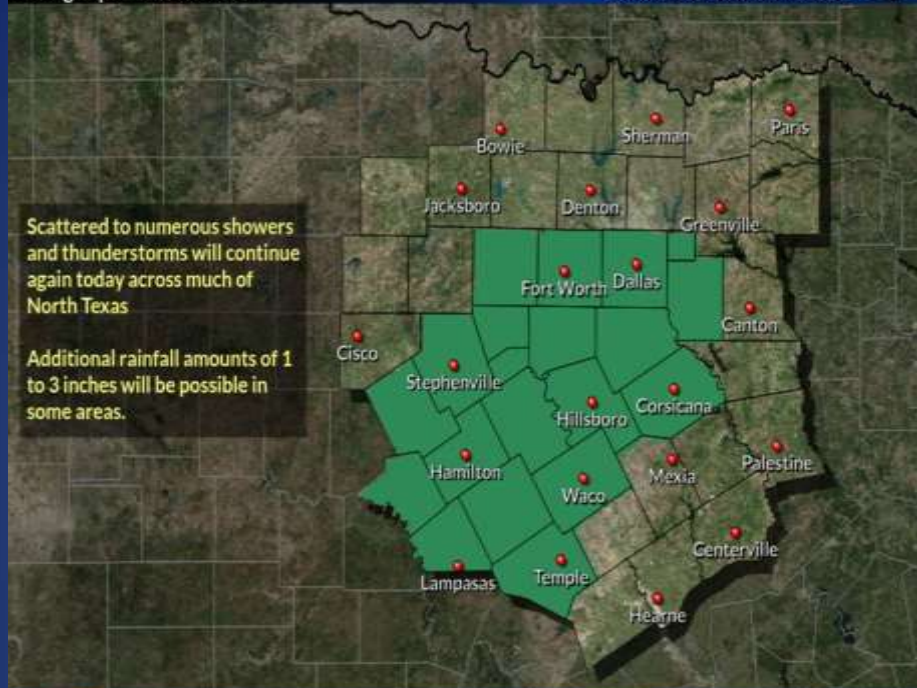 Bowie
Sherman
Paris
Jacksboro
Denton
Greenville
Scattered to numerous showers
and thunderstorms will continue
again today across much of
North Texas
Additional rainfall amounts of 1
to 3 inches will be possible in
some areas.
Fort Worth
Dallas
Canton
Cisco
Stephenville
Hillsboro
Corsicana
Hamilton
Waco
Mexia
Palestine
Centerville
Lampasas
Temple
Hearne